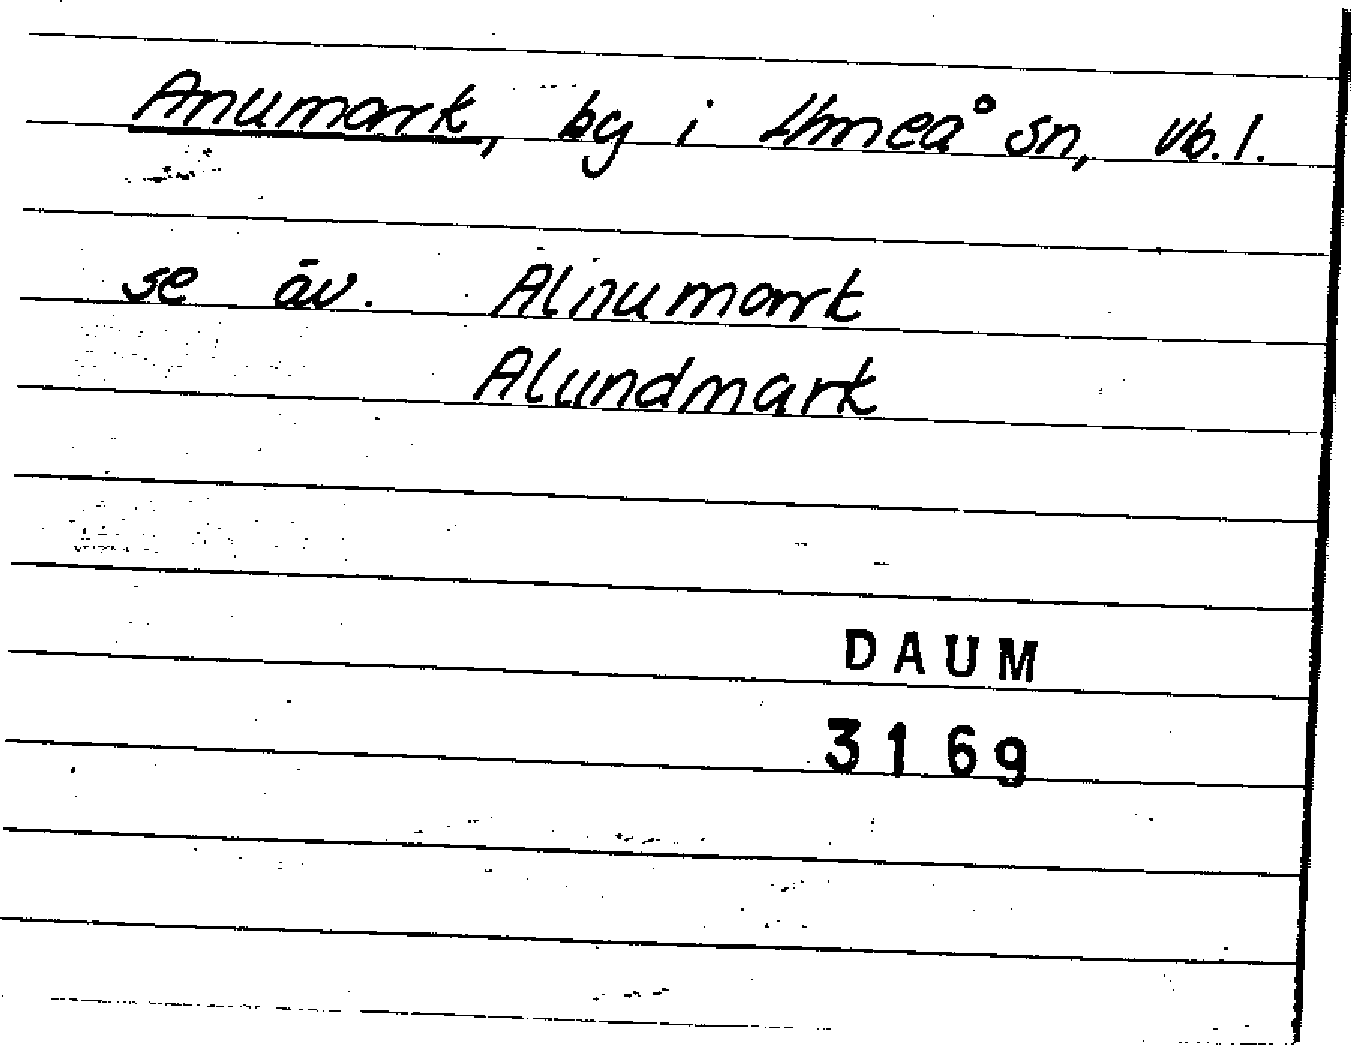 Anumark, by i Umeå sn, Vb. l.
se äv. Alnumark
Alundmark
DAUM
3169